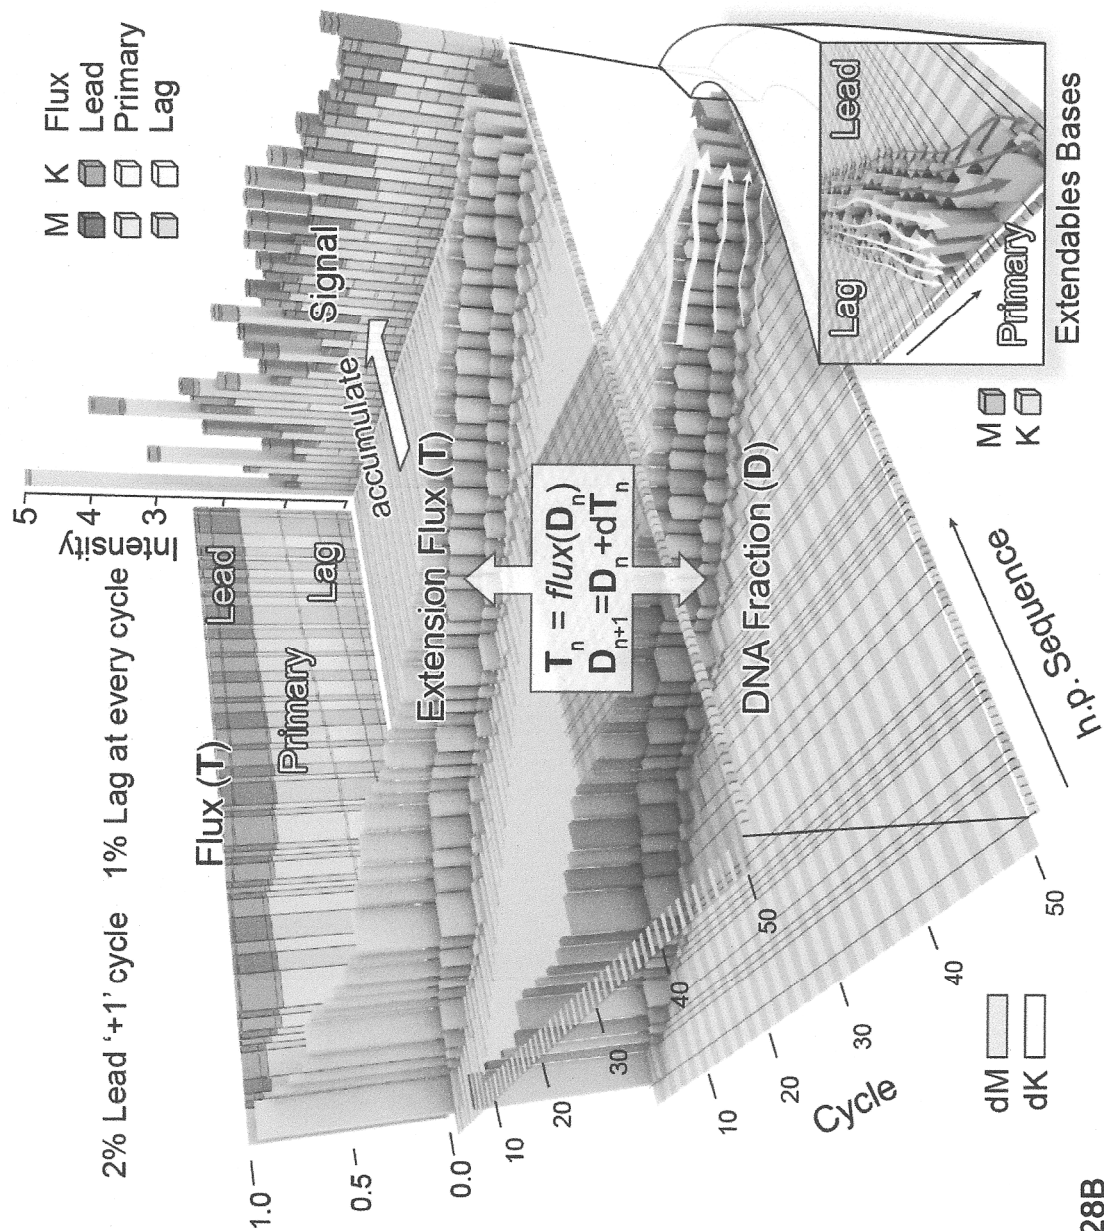 2% Lead ‘+1’ cycle 1% Lag at every cycle
M K Flux
Lead
Primary
Lag
Flux (T)
1.0
0.5
0.0
Lead
Primary
Lag
Intensity
5
4
3
accumulate
Signal
Extension Flux (T)
10
20
30
40
50
T_n = flux(D_n)
D_{n+1} = D_n + dT_n
DNA Fraction (D)
10
20
30
40
50
Cycle
h.p. Sequence
dM
dK
M
K
Lag
Lead
Primary
Extendables Bases
28B